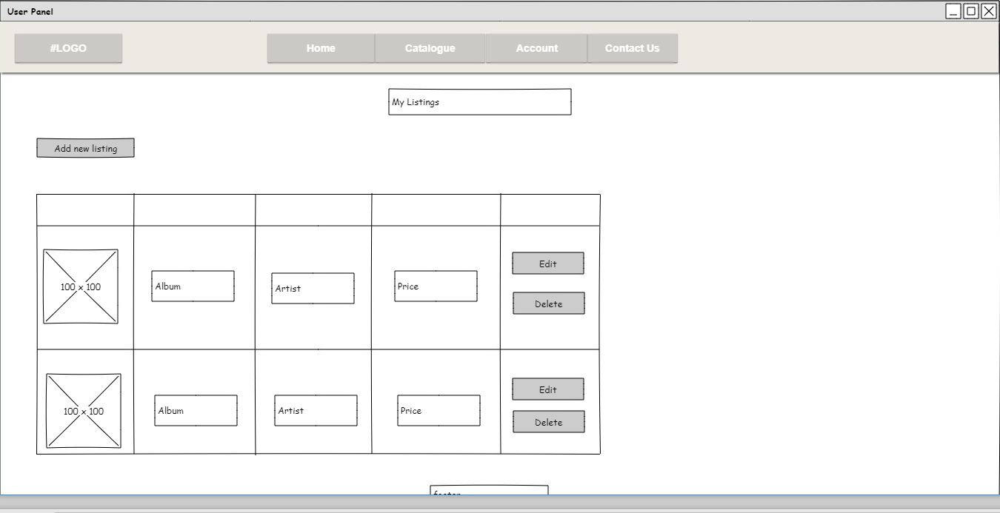 User Panel
#LOGO Home Catalogue Account Contact Us
My Listings
Add new listing
100 x 100 Album Artist Price Edit
Delete
100 x 100 Album Artist Price Edit
Delete
footer